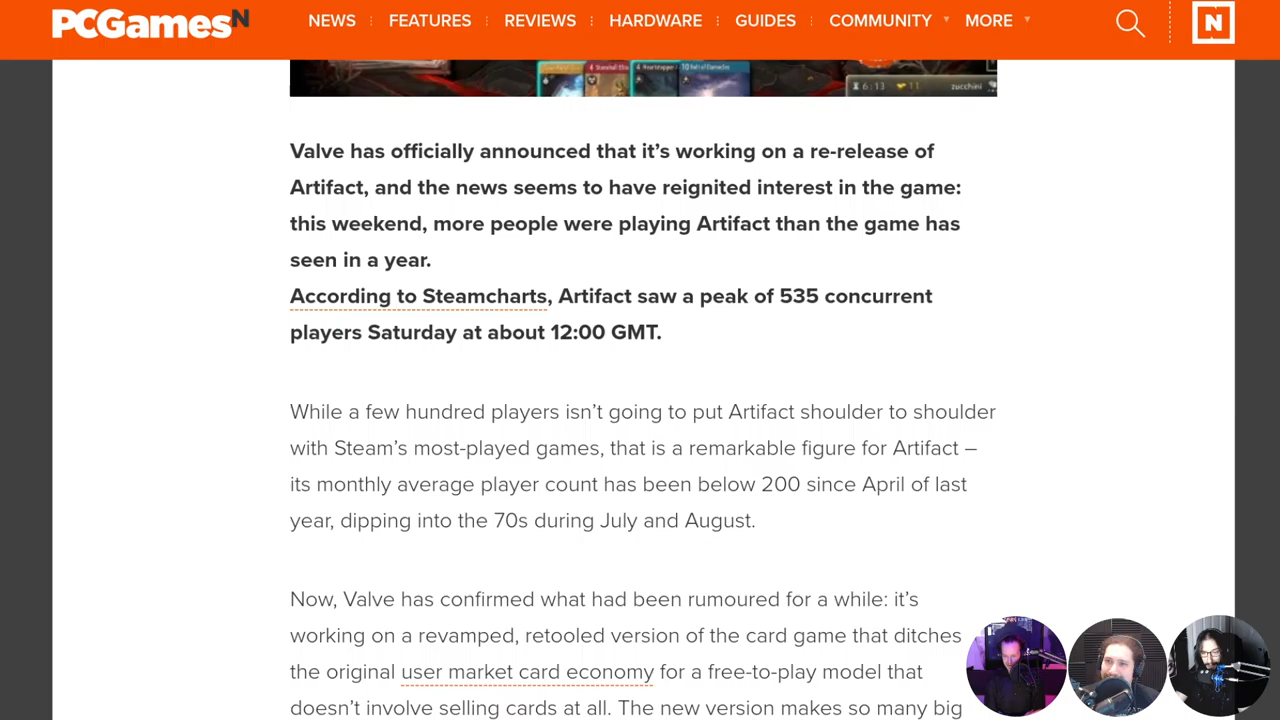 PCGamesN
NEWS FEATURES REVIEWS HARDWARE GUIDES COMMUNITY MORE
N
6:13 11 zucchini
Valve has officially announced that it’s working on a re-release of
Artifact, and the news seems to have reignited interest in the game:
this weekend, more people were playing Artifact than the game has
seen in a year.
According to Steamcharts, Artifact saw a peak of 535 concurrent
players Saturday at about 12:00 GMT.
While a few hundred players isn’t going to put Artifact shoulder to shoulder
with Steam’s most-played games, that is a remarkable figure for Artifact –
its monthly average player count has been below 200 since April of last
year, dipping into the 70s during July and August.
Now, Valve has confirmed what had been rumoured for a while: it’s
working on a revamped, retooled version of the card game that ditches
the original user market card economy for a free-to-play model that
doesn’t involve selling cards at all. The new version makes so many big